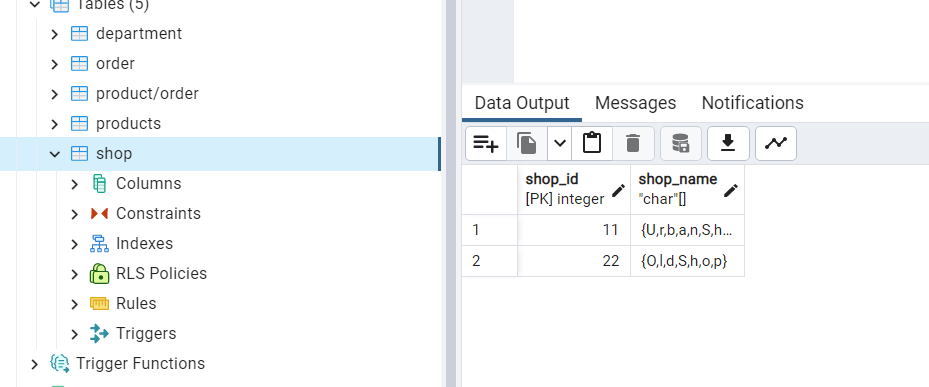 Tables (5)
department
order
product/order
products
shop
Columns
Constraints
Indexes
RLS Policies
Rules
Triggers
Trigger Functions
Data Output Messages Notifications
shop_id shop_name
[PK] integer "char"[]
1 11 {U,r,b,a,n,S,h...
2 22 {O,l,d,S,h,o,p}